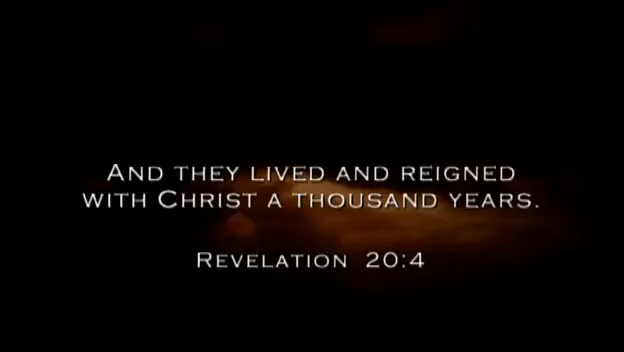 AND THEY LIVED AND REIGNED
WITH CHRIST A THOUSAND YEARS.
REVELATION 20:4